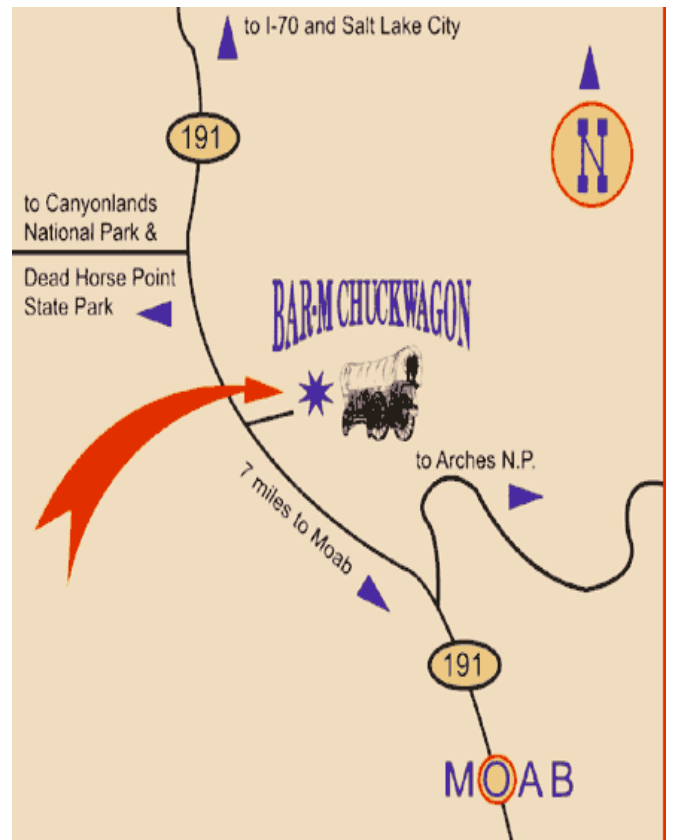 to I-70 and Salt Lake City
N
191
to Canyonlands
National Park &
Dead Horse Point
State Park
BAR-M CHUCKWAGON
to Arches N.P.
7 miles to Moab
191
MOAB